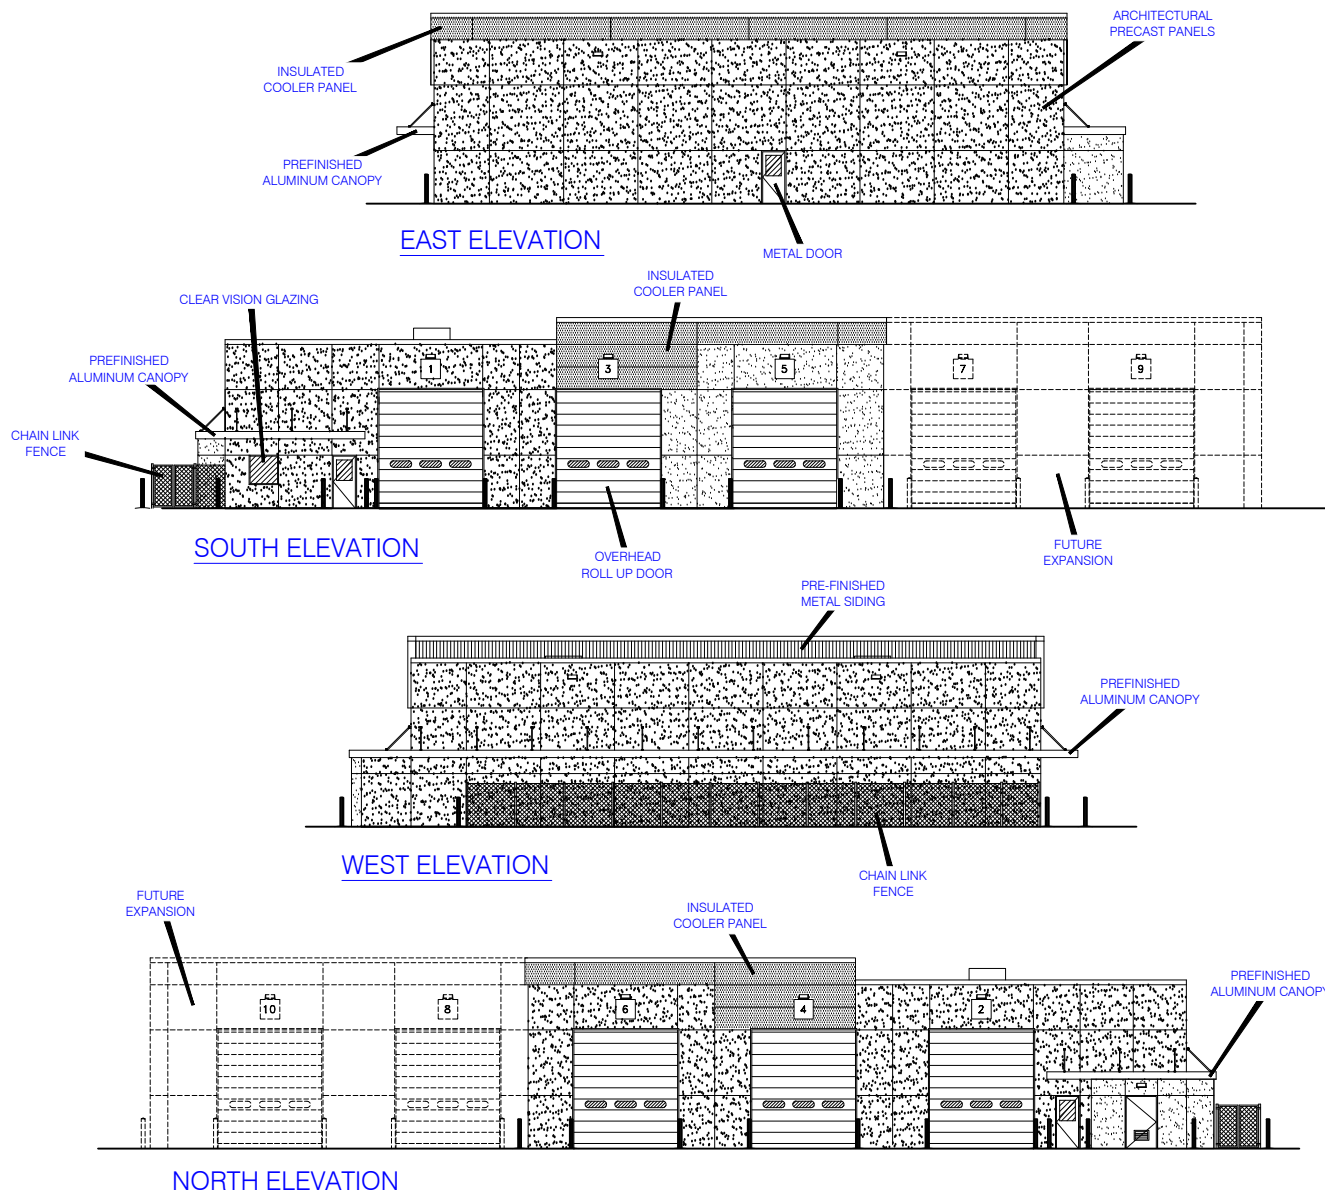 ARCHITECTURAL
PRECAST PANELS
INSULATED
COOLER PANEL
PREFINISHED
ALUMINUM CANOPY
METAL DOOR
EAST ELEVATION
INSULATED
COOLER PANEL
CLEAR VISION GLAZING
PREFINISHED
ALUMINUM CANOPY
CHAIN LINK
FENCE
1
3
5
7
9
OVERHEAD
ROLL UP DOOR
FUTURE
EXPANSION
SOUTH ELEVATION
PRE-FINISHED
METAL SIDING
PREFINISHED
ALUMINUM CANOPY
CHAIN LINK
FENCE
WEST ELEVATION
FUTURE
EXPANSION
INSULATED
COOLER PANEL
PREFINISHED
ALUMINUM CANOPY
10
8
6
4
2
NORTH ELEVATION